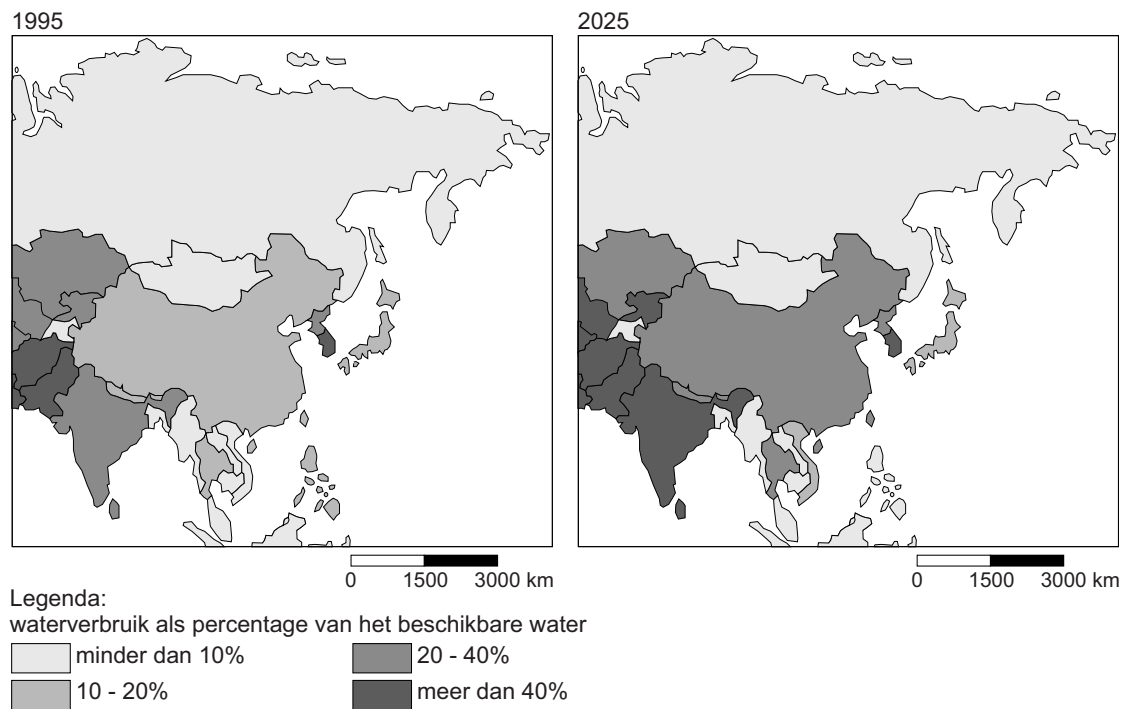 1995
2025
0 1500 3000 km
0 1500 3000 km
Legenda:
waterverbruik als percentage van het beschikbare water
minder dan 10%
20 - 40%
10 - 20%
meer dan 40%